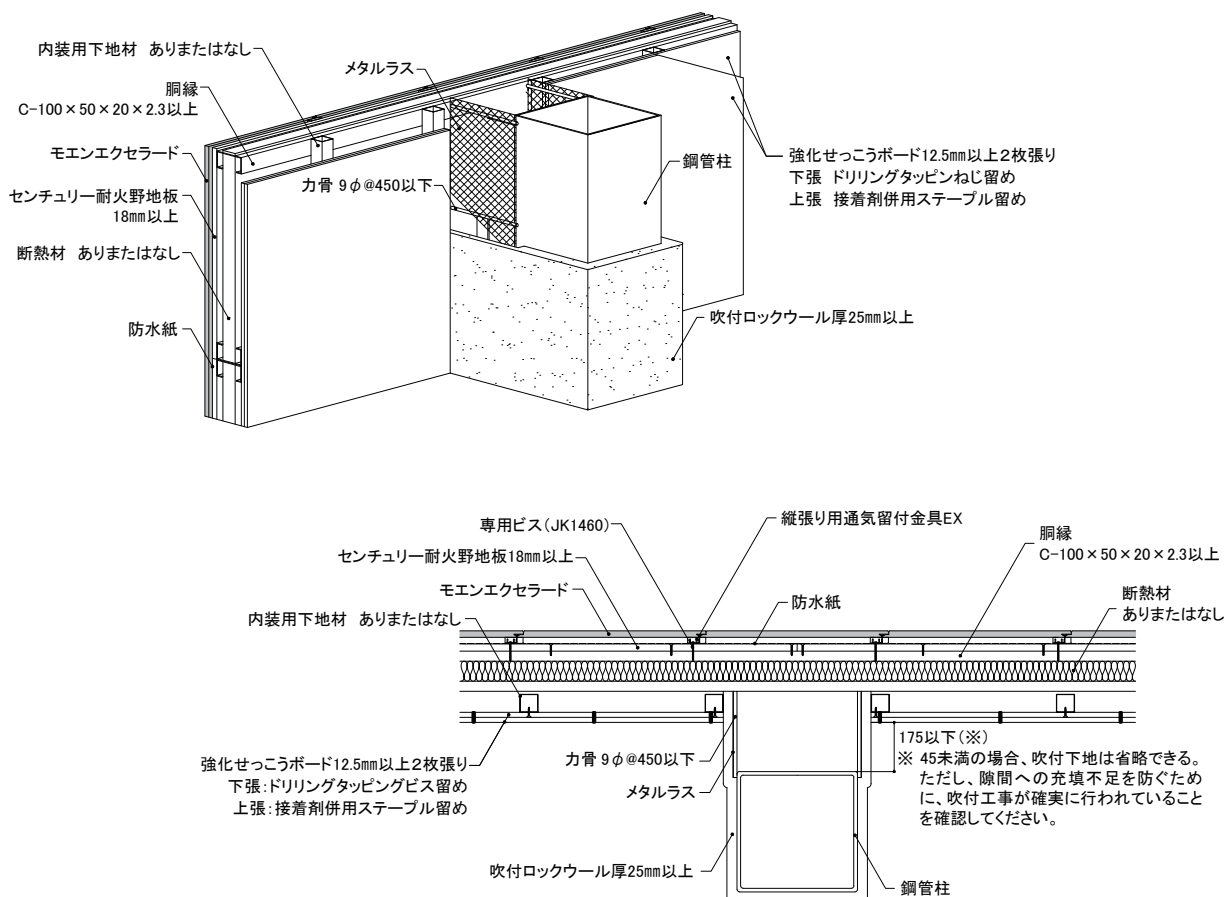 内装用下地材 ありまたはなし
胴縁
C-100×50×20×2.3以上
モエンエクセラード
センチュリー耐火野地板
18mm以上
断熱材 ありまたはなし
防水紙
メタルラス
力骨 9φ@450以下
鋼管柱
強化せっこうボード12.5mm以上2枚張り
下張 ドリリングタッピンねじ留め
上張 接着剤併用ステープル留め
吹付ロックウール厚25mm以上
専用ビス(JK1460)
センチュリー耐火野地板18mm以上
モエンエクセラード
内装用下地材 ありまたはなし
縦張り用通気留付金具EX
防水紙
胴縁
C-100×50×20×2.3以上
断熱材
ありまたはなし
強化せっこうボード12.5mm以上2枚張り
下張:ドリリングタッピングビス留め
上張:接着剤併用ステープル留め
力骨 9φ@450以下
メタルラス
吹付ロックウール厚25mm以上
175以下(※)
※ 45未満の場合、吹付下地は省略できる。
ただし、隙間への充填不足を防ぐため
に、吹付工事が確実に行われていること
を確認してください。
鋼管柱